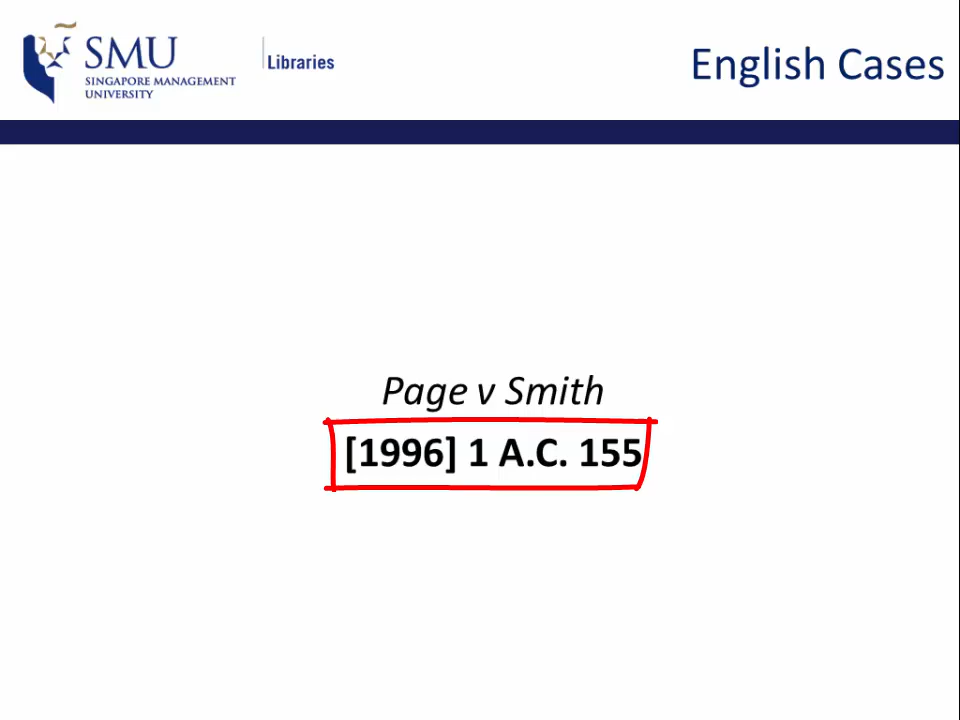 SMU
SINGAPORE MANAGEMENT
UNIVERSITY
Libraries
English Cases
Page v Smith
[1996] 1 A.C. 155